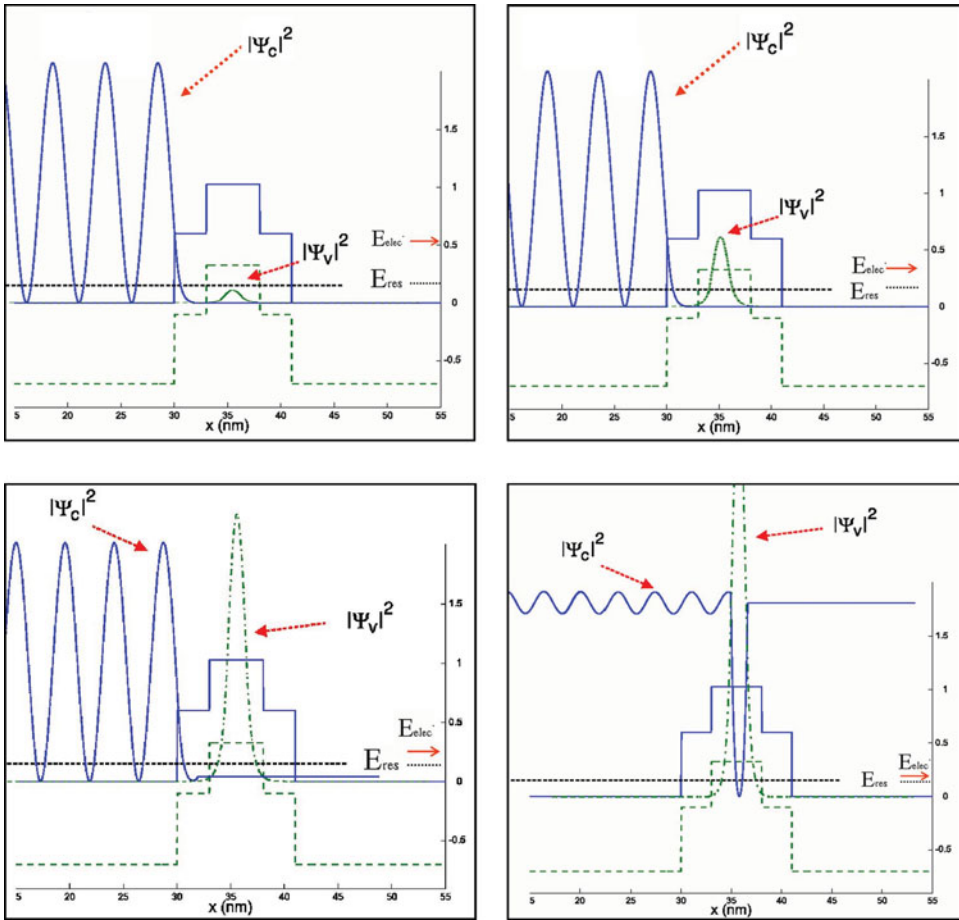 |Ψc|²
1.5
1
|Ψv|²
0.5
Eelec.
Eres
0
-0.5
5 21 25 30 35 40 45 50 55
x (nm)
|Ψc|²
1.5
1
|Ψv|²
0.5
Eelec.
Eres
0
-0.5
15 21 25 30 35 40 45 50 55
x (nm)
|Ψc|²
1.5
|Ψv|²
1
0.5
Eelec.
Eres
0
-0.5
5 20 25 30 35 40 45 50 55
x (nm)
|Ψv|²
|Ψc|²
1.5
1
0.5
Eelec.
Eres
0
-0.5
15 20 25 30 35 40 45 50 55
x (nm)